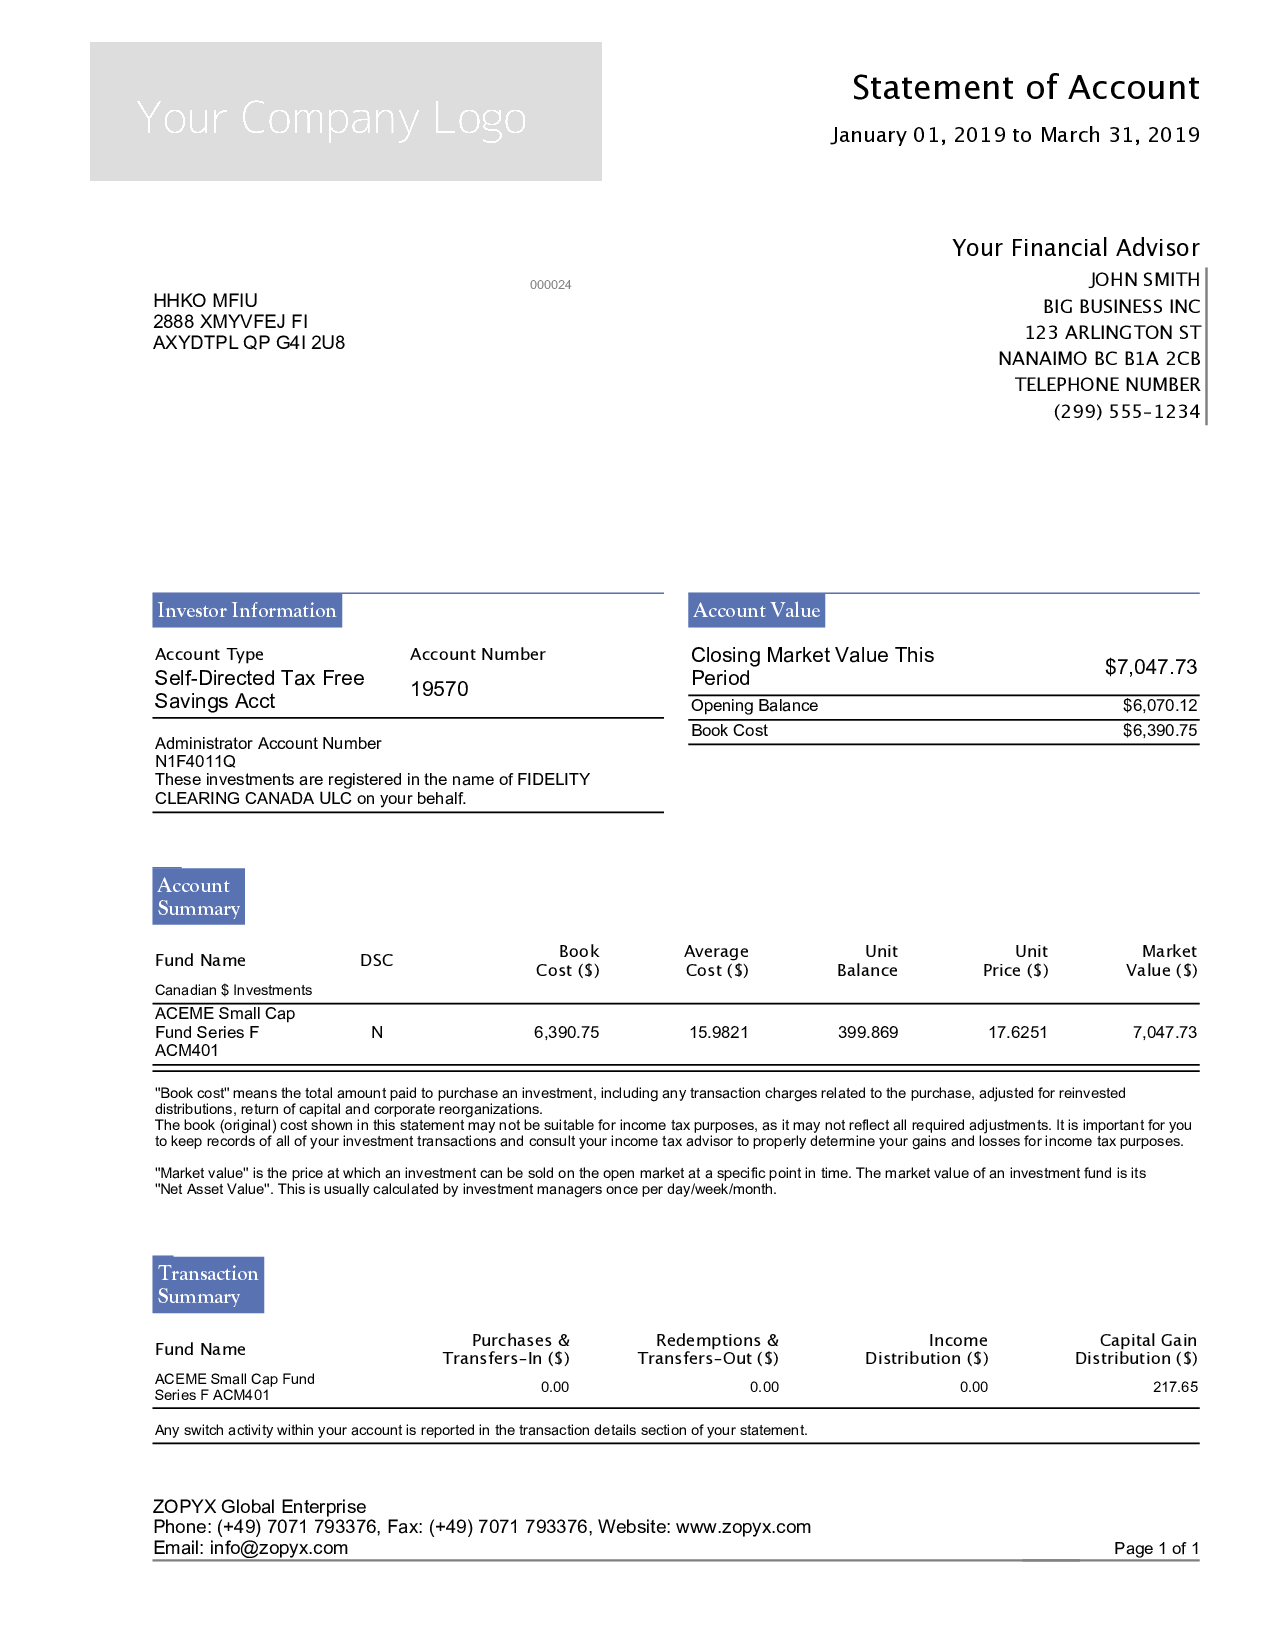 Your Company Logo
Statement of Account
January 01, 2019 to March 31, 2019
Your Financial Advisor
JOHN SMITH
BIG BUSINESS INC
123 ARLINGTON ST
NANAIMO BC B1A 2CB
TELEPHONE NUMBER
(299) 555-1234
000024
HHKO MFIU
2888 XMYVFEJ FI
AXYDTPL QP G4I 2U8
Investor Information
Account Type Account Number
Self-Directed Tax Free
Savings Acct
19570
Administrator Account Number
N1F4011Q
These investments are registered in the name of FIDELITY
CLEARING CANADA ULC on your behalf.
Account Value
Closing Market Value This
Period
$7,047.73
Opening Balance $6,070.12
Book Cost $6,390.75
Account
Summary
Fund Name DSC Book Cost ($) Average Cost ($) Unit Balance Unit Price ($) Market Value ($)
Canadian $ Investments
ACEME Small Cap
Fund Series F N 6,390.75 15.9821 399.869 17.6251 7,047.73
ACM401
"Book cost" means the total amount paid to purchase an investment, including any transaction charges related to the purchase, adjusted for reinvested
distributions, return of capital and corporate reorganizations.
The book (original) cost shown in this statement may not be suitable for income tax purposes, as it may not reflect all required adjustments. It is important for you
to keep records of all of your investment transactions and consult your income tax advisor to properly determine your gains and losses for income tax purposes.
"Market value" is the price at which an investment can be sold on the open market at a specific point in time. The market value of an investment fund is its
"Net Asset Value". This is usually calculated by investment managers once per day/week/month.
Transaction
Summary
Fund Name Purchases & Transfers-In ($) Redemptions & Transfers-Out ($) Income Distribution ($) Capital Gain Distribution ($)
ACEME Small Cap Fund
Series F ACM401
0.00 0.00 0.00 217.65
Any switch activity within your account is reported in the transaction details section of your statement.
ZOPYX Global Enterprise
Phone: (+49) 7071 793376, Fax: (+49) 7071 793376, Website: www.zopyx.com
Email: info@zopyx.com
Page 1 of 1